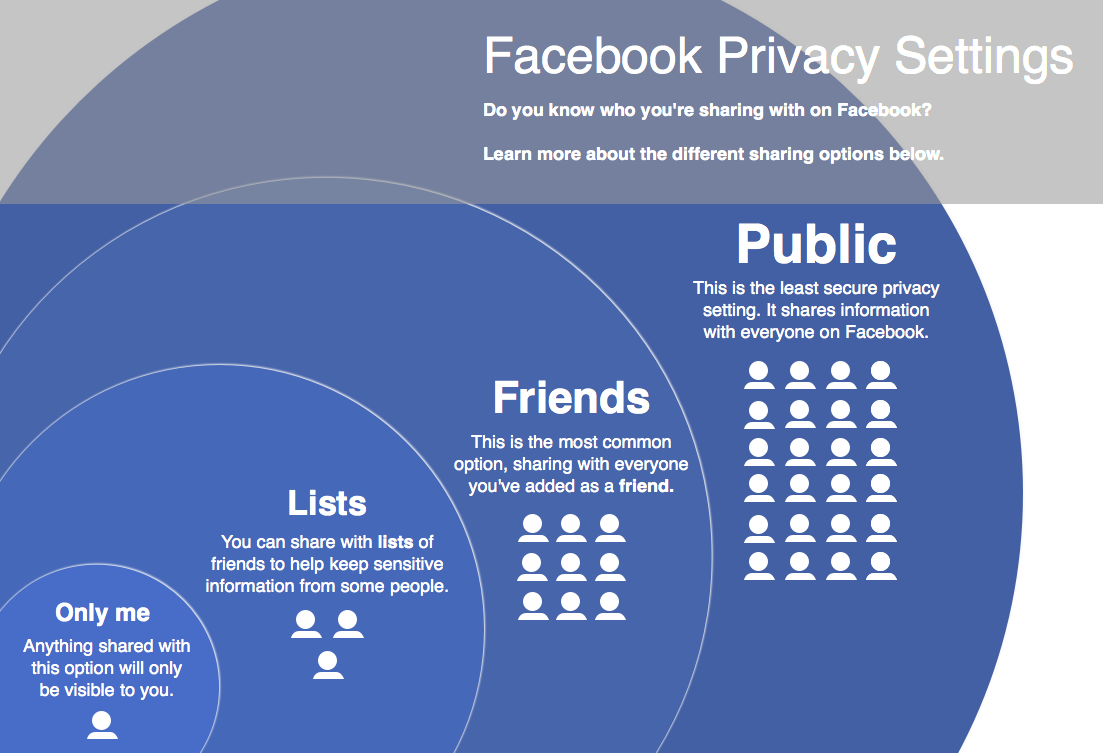 Facebook Privacy Settings
Do you know who you're sharing with on Facebook?
Learn more about the different sharing options below.
Public
This is the least secure privacy
setting. It shares information
with everyone on Facebook.
Friends
This is the most common
option, sharing with everyone
you've added as a friend.
Lists
You can share with lists of
friends to help keep sensitive
information from some people.
Only me
Anything shared with
this option will only
be visible to you.